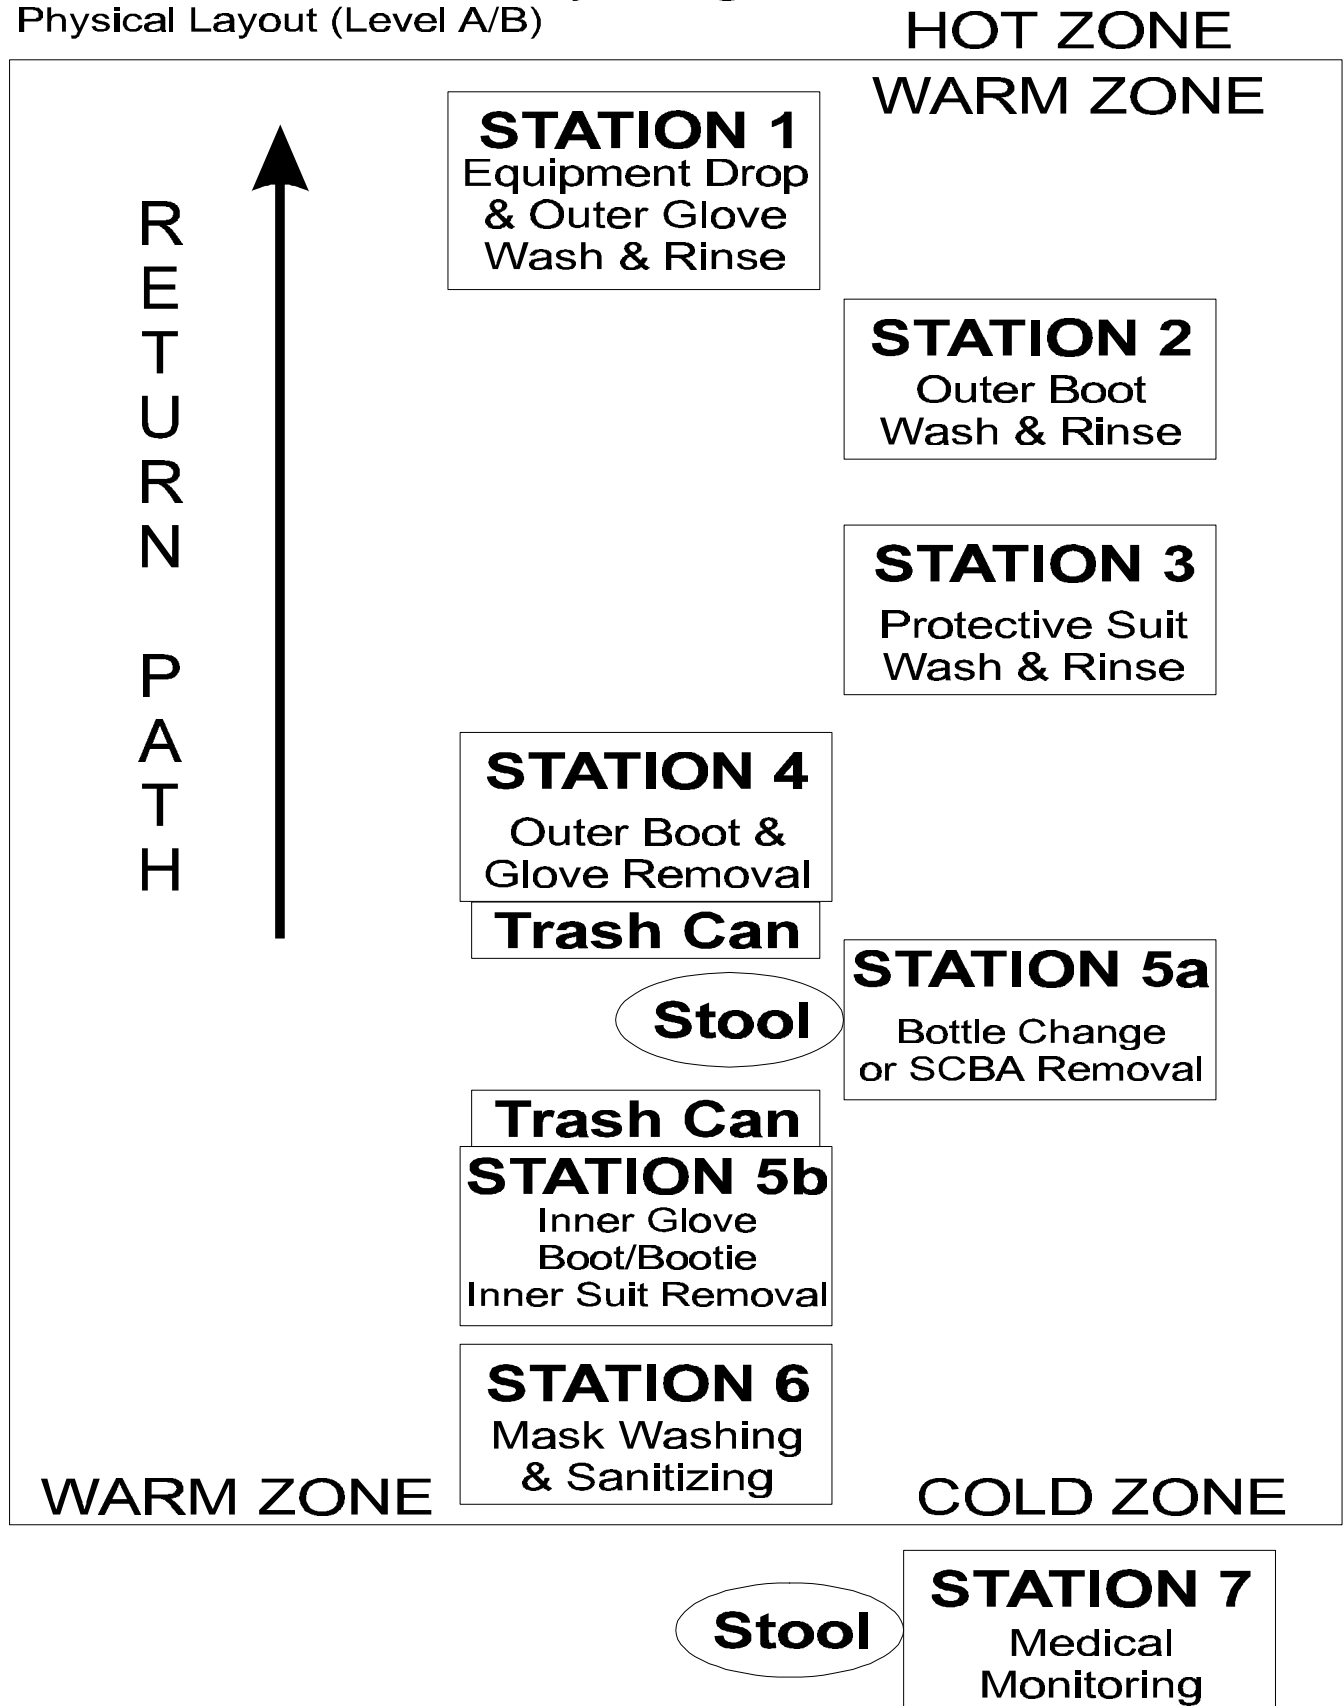 Physical Layout (Level A/B)
HOT ZONE
WARM ZONE
STATION 1
Equipment Drop
& Outer Glove
Wash & Rinse
RETURN PATH
STATION 2
Outer Boot
Wash & Rinse
STATION 3
Protective Suit
Wash & Rinse
STATION 4
Outer Boot &
Glove Removal
Trash Can
Stool
STATION 5a
Bottle Change
or SCBA Removal
Trash Can
STATION 5b
Inner Glove
Boot/Bootie
Inner Suit Removal
STATION 6
Mask Washing
& Sanitizing
WARM ZONE
COLD ZONE
Stool
STATION 7
Medical
Monitoring